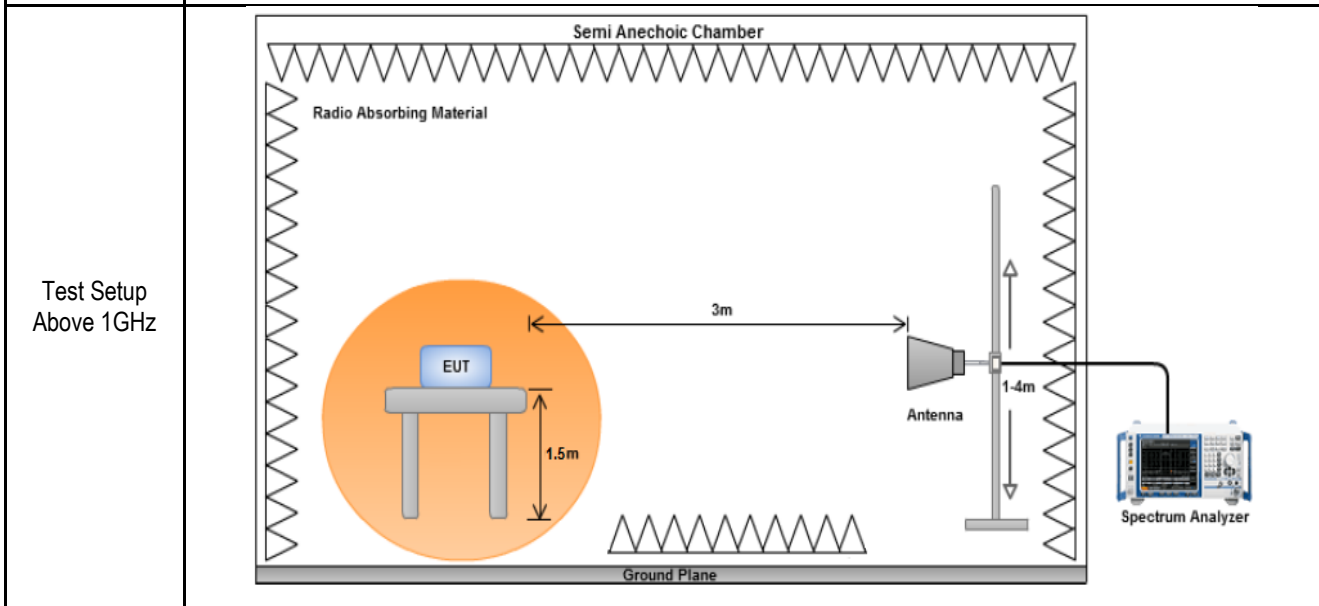 Semi Anechoic Chamber
Radio Absorbing Material
Test Setup
Above 1GHz
3m
EUT
1-4m
Antenna
1.5m
Spectrum Analyzer
Ground Plane